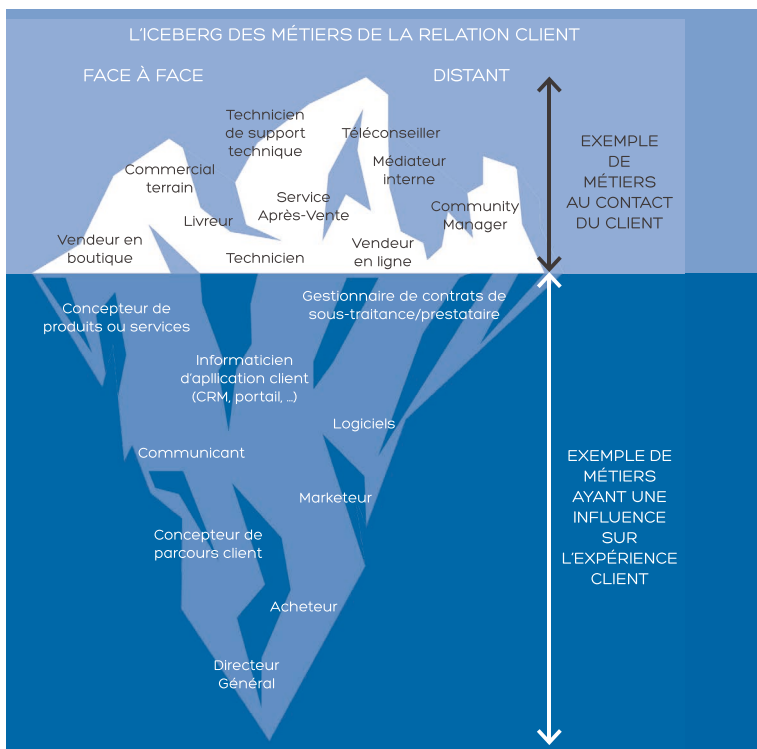 L'ICEBERG DES MÉTIERS DE LA RELATION CLIENT
FACE À FACE
DISTANT
Technicien
de support
technique
Téléconseiller
Commercial
terrain
Médiateur
interne
Livreur
Service
Après-Vente
Community
Manager
Vendeur en
boutique
Technicien
Vendeur
en ligne
EXEMPLE
DE
MÉTIERS
AU CONTACT
DU CLIENT
Concepteur de
produits ou services
Gestionnaire de contrats de
sous-traitance/prestataire
Informaticien
d'apllication client
(CRM, portail, ...)
Logiciels
Communicant
Marketeur
Concepteur de
parcours client
Acheteur
Directeur
Général
EXEMPLE DE
MÉTIERS
AYANT UNE
INFLUENCE
SUR
L'EXPÉRIENCE
CLIENT